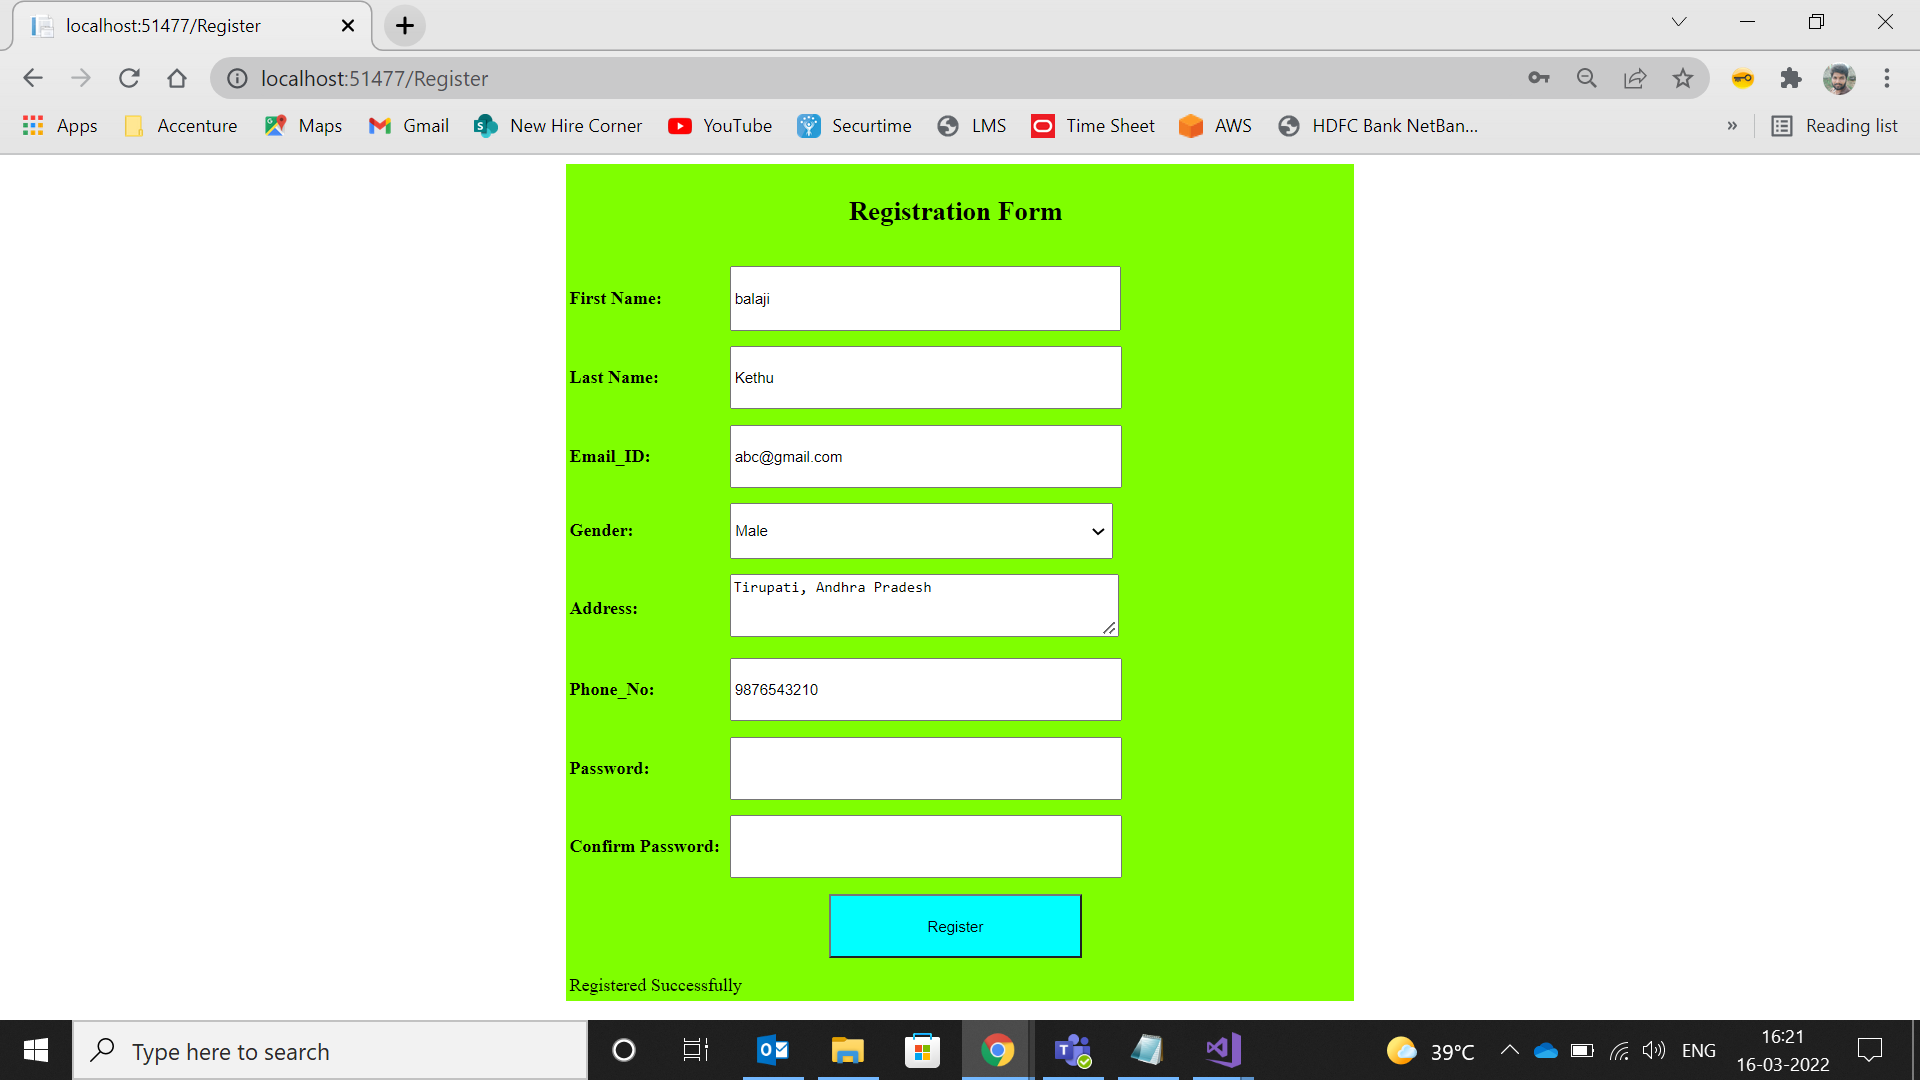 localhost:51477/Register
localhost:51477/Register
Apps Accenture Maps Gmail New Hire Corner YouTube Securtime LMS Time Sheet AWS HDFC Bank NetBan... » Reading list
Registration Form
First Name: balaji
Last Name: Kethu
Email_ID: abc@gmail.com
Gender: Male
Address: Tirupati, Andhra Pradesh
Phone_No: 9876543210
Password:
Confirm Password:
Register
Registered Successfully
Type here to search 39°C ENG 16:21
16-03-2022